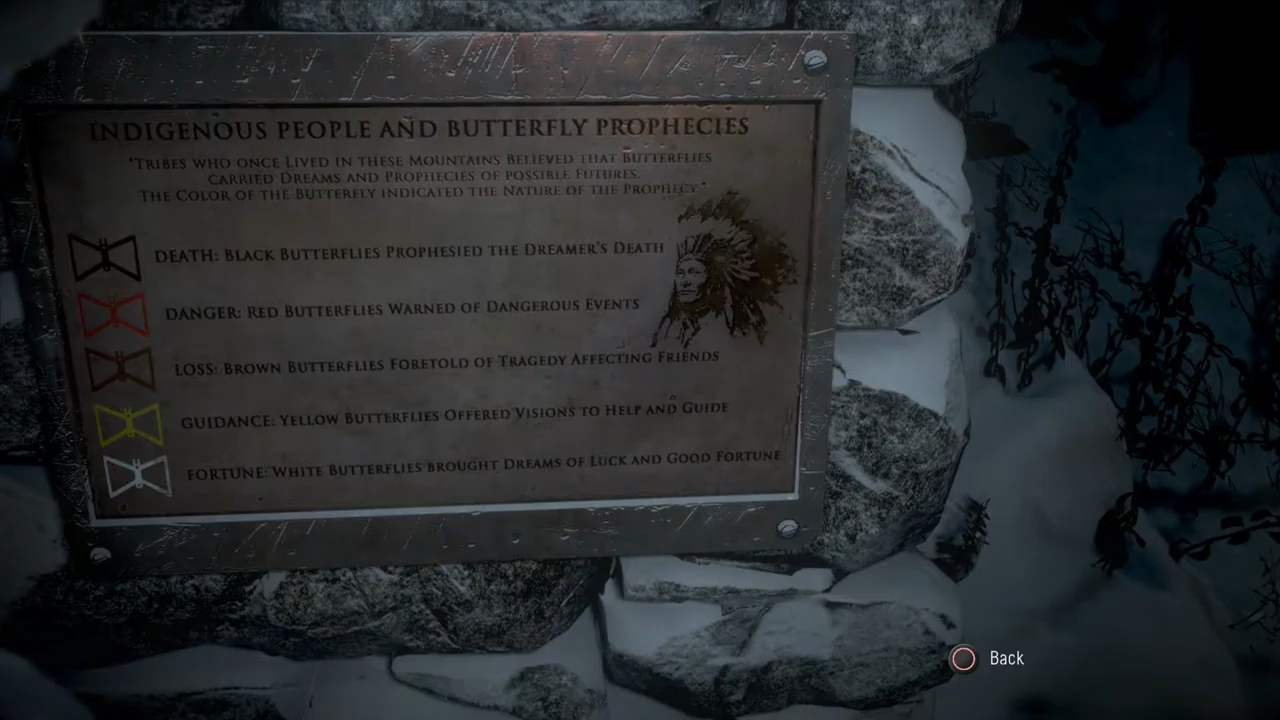 INDIGENOUS PEOPLE AND BUTTERFLY PROPHECIES
"TRIBES WHO ONCE LIVED IN THESE MOUNTAINS BELIEVED THAT BUTTERFLIES
CARRIED DREAMS AND PROPHECIES OF POSSIBLE FUTURES.
THE COLOR OF THE BUTTERFLY INDICATED THE NATURE OF THE PROPHECY"
DEATH: BLACK BUTTERFLIES PROPHESIED THE DREAMER'S DEATH
DANGER: RED BUTTERFLIES WARNED OF DANGEROUS EVENTS
LOSS: BROWN BUTTERFLIES FORETOLD OF TRAGEDY AFFECTING FRIENDS
GUIDANCE: YELLOW BUTTERFLIES OFFERED VISIONS TO HELP AND GUIDE
FORTUNE: WHITE BUTTERFLIES BROUGHT DREAMS OF LUCK AND GOOD FORTUNE
Back